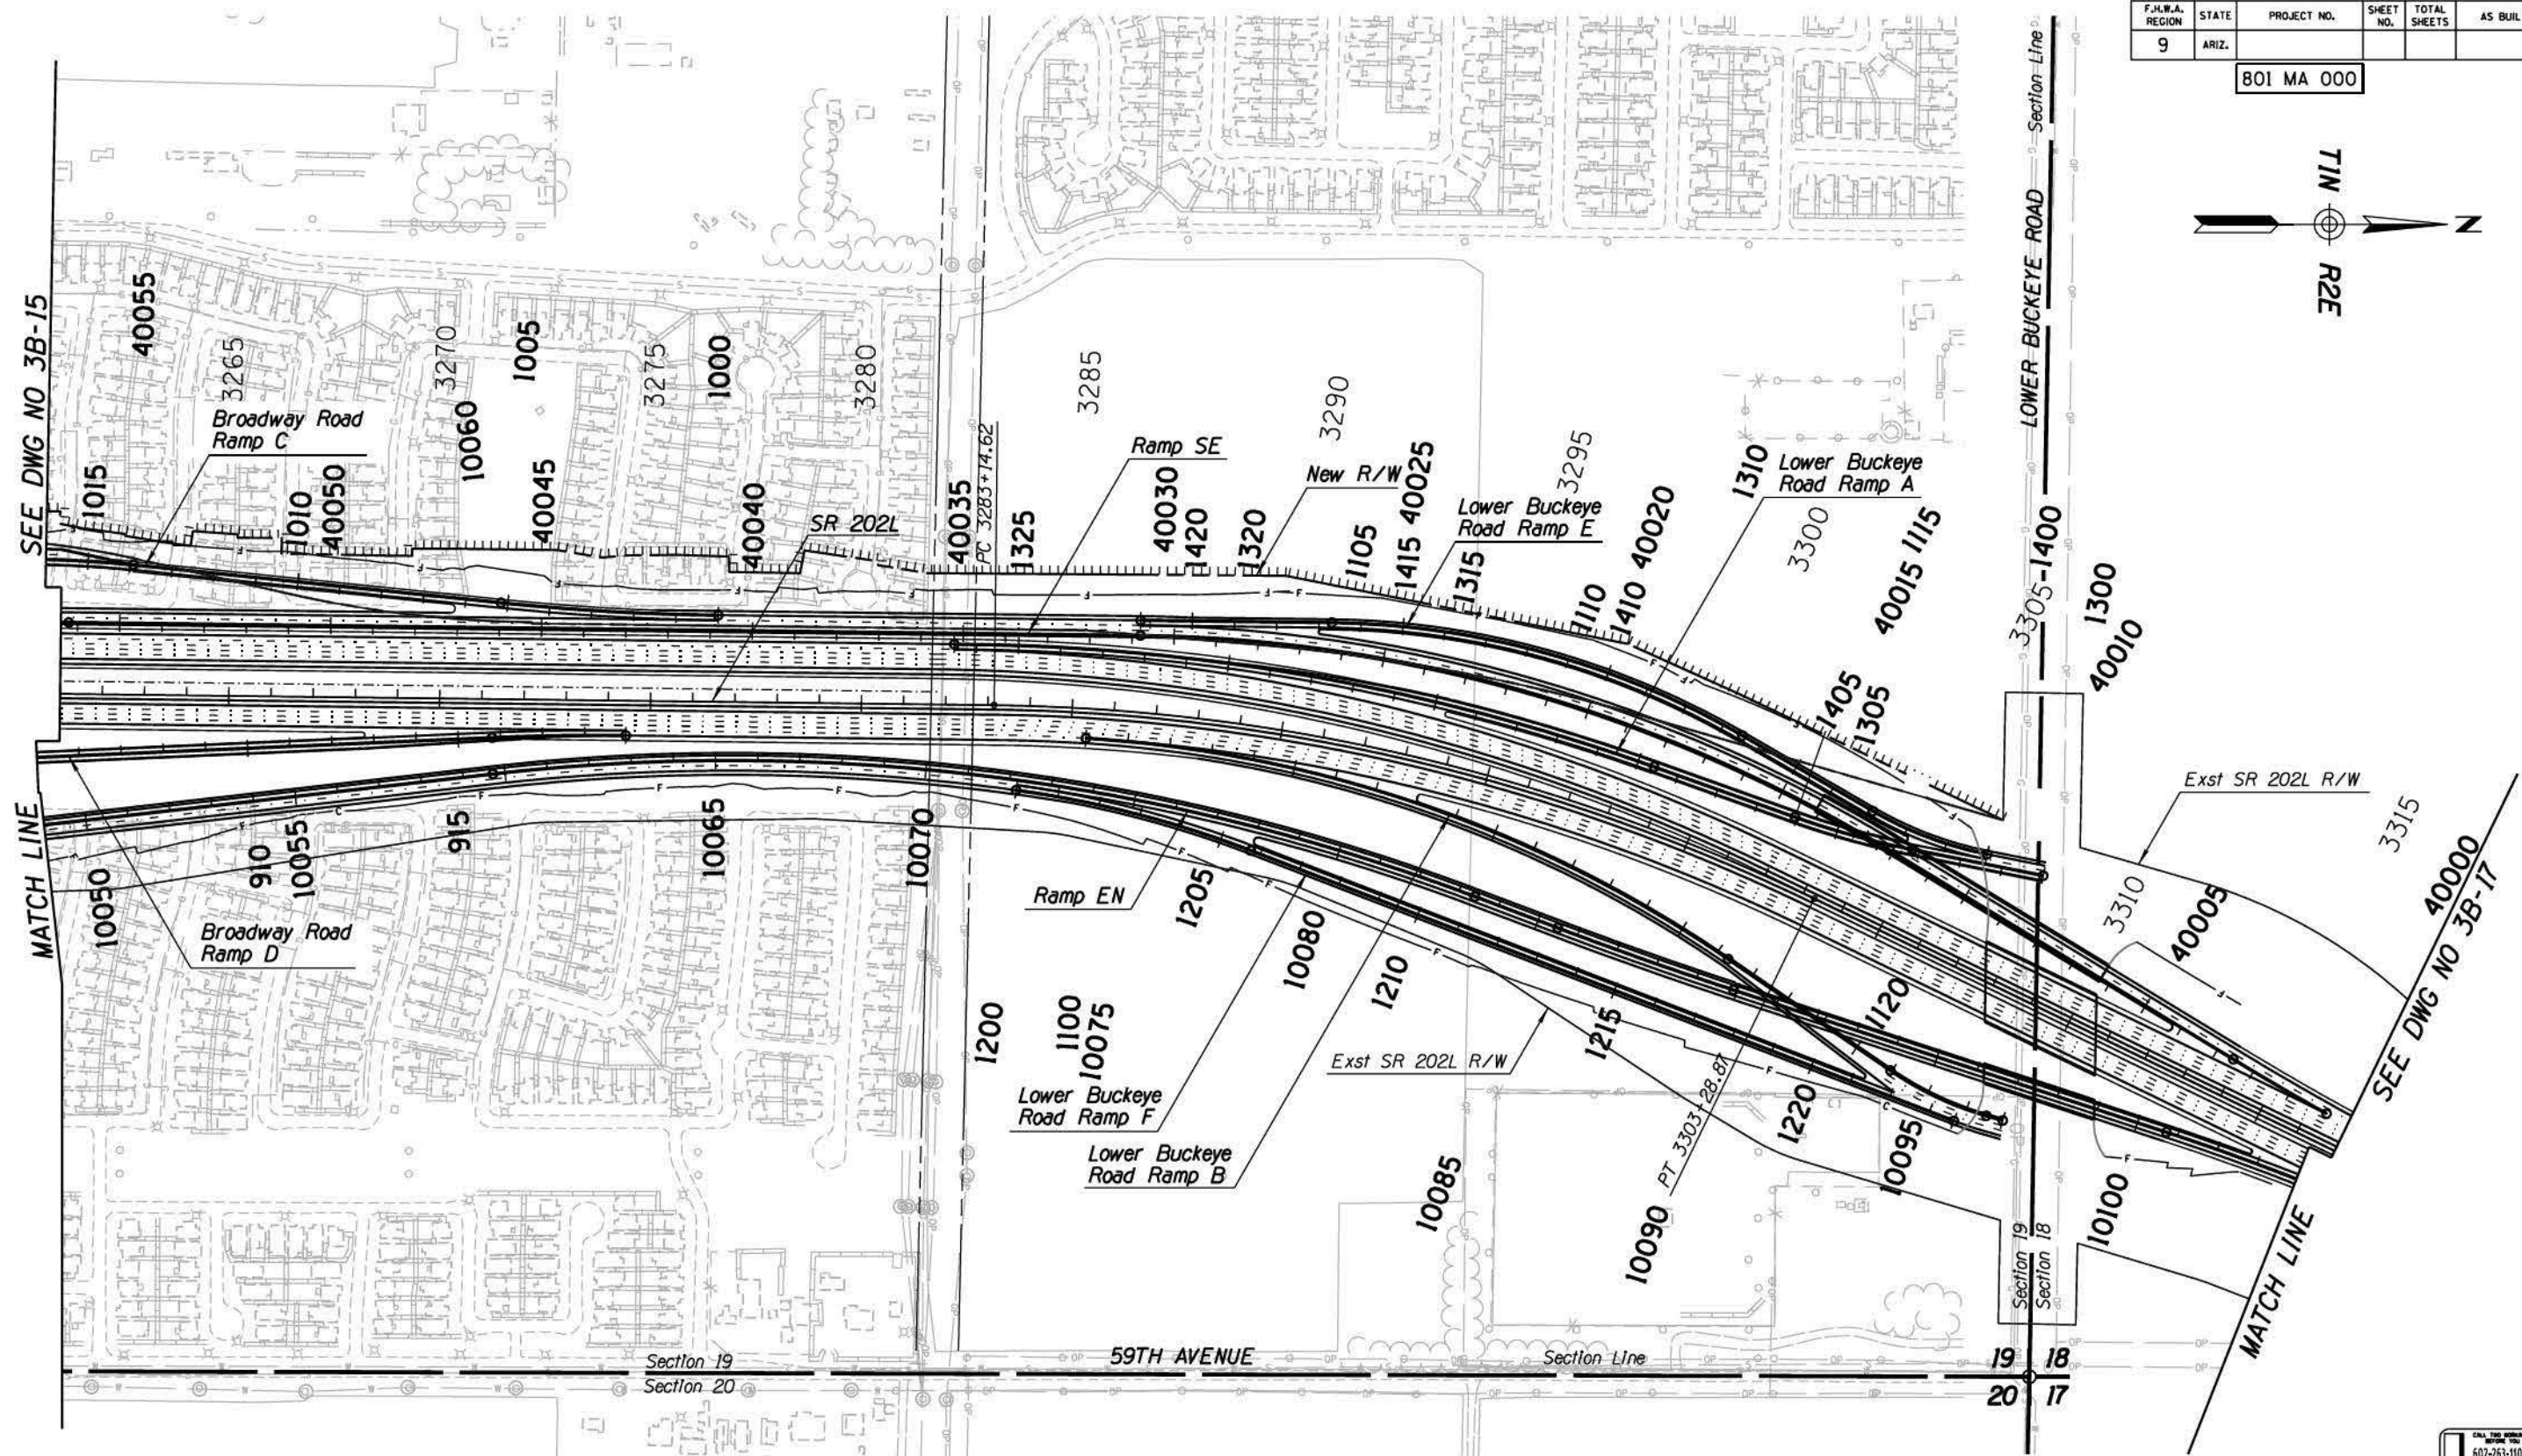 F.H.W.A. REGION
STATE
PROJECT NO.
SHEET NO.
TOTAL SHEETS
AS BUIL
9
ARIZ.
801 MA 000
T1N
R2E
N
Section Line
LOWER BUCKEYE ROAD
SEE DWG NO 3B-15
MATCH LINE
40055
3265
3270
1005
3275
1000
3280
3285
3290
3295
3300
3305
1400
1300
40010
Broadway Road
Ramp C
10060
1015
1010
40050
40045
40040
SR 202L
40035
PC 3283+14.62
1325
Ramp SE
40030
1420
1320
New R/W
1105
1415
40025
1315
Lower Buckeye
Road Ramp E
1110
1410
40020
1310
Lower Buckeye
Road Ramp A
40015
1115
1405
1305
Exst SR 202L R/W
3310
3315
40005
40000
SEE DWG NO 3B-17
MATCH LINE
10050
910
10055
915
10065
10070
Broadway Road
Ramp D
Ramp EN
1205
1200
1100
10075
10080
1210
Lower Buckeye
Road Ramp F
Lower Buckeye
Road Ramp B
Exst SR 202L R/W
1215
PT 3303+28.87
1120
1220
10085
10090
10095
10100
Section 19
Section 18
Section 19
Section 20
59TH AVENUE
Section Line
19
18
20
17